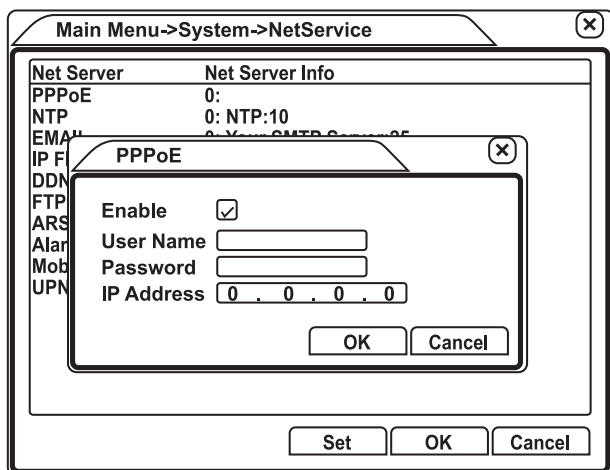 Main Menu->System->NetService
Net Server Net Server Info
PPPoE 0:
NTP 0: NTP:10
PPPoE
Enable
User Name
Password
IP Address 0 . 0 . 0 . 0
OK Cancel
FTP
Set OK Cancel